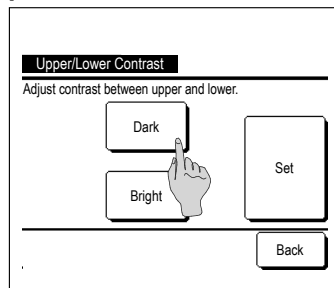 Upper/Lower Contrast
Adjust contrast between upper and lower.
Dark
Bright
Set
Back